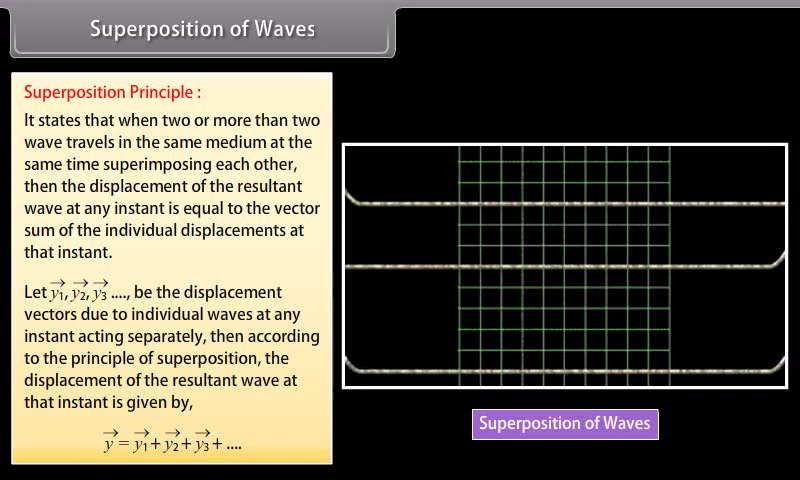 Superposition of Waves
Superposition Principle :
It states that when two or more than two
wave travels in the same medium at the
same time superimposing each other,
then the displacement of the resultant
wave at any instant is equal to the vector
sum of the individual displacements at
that instant.
Let y⃗₁, y⃗₂, y⃗₃ ...., be the displacement
vectors due to individual waves at any
instant acting separately, then according
to the principle of superposition, the
displacement of the resultant wave at
that instant is given by,
y⃗ = y⃗₁ + y⃗₂ + y⃗₃ + ....
Superposition of Waves